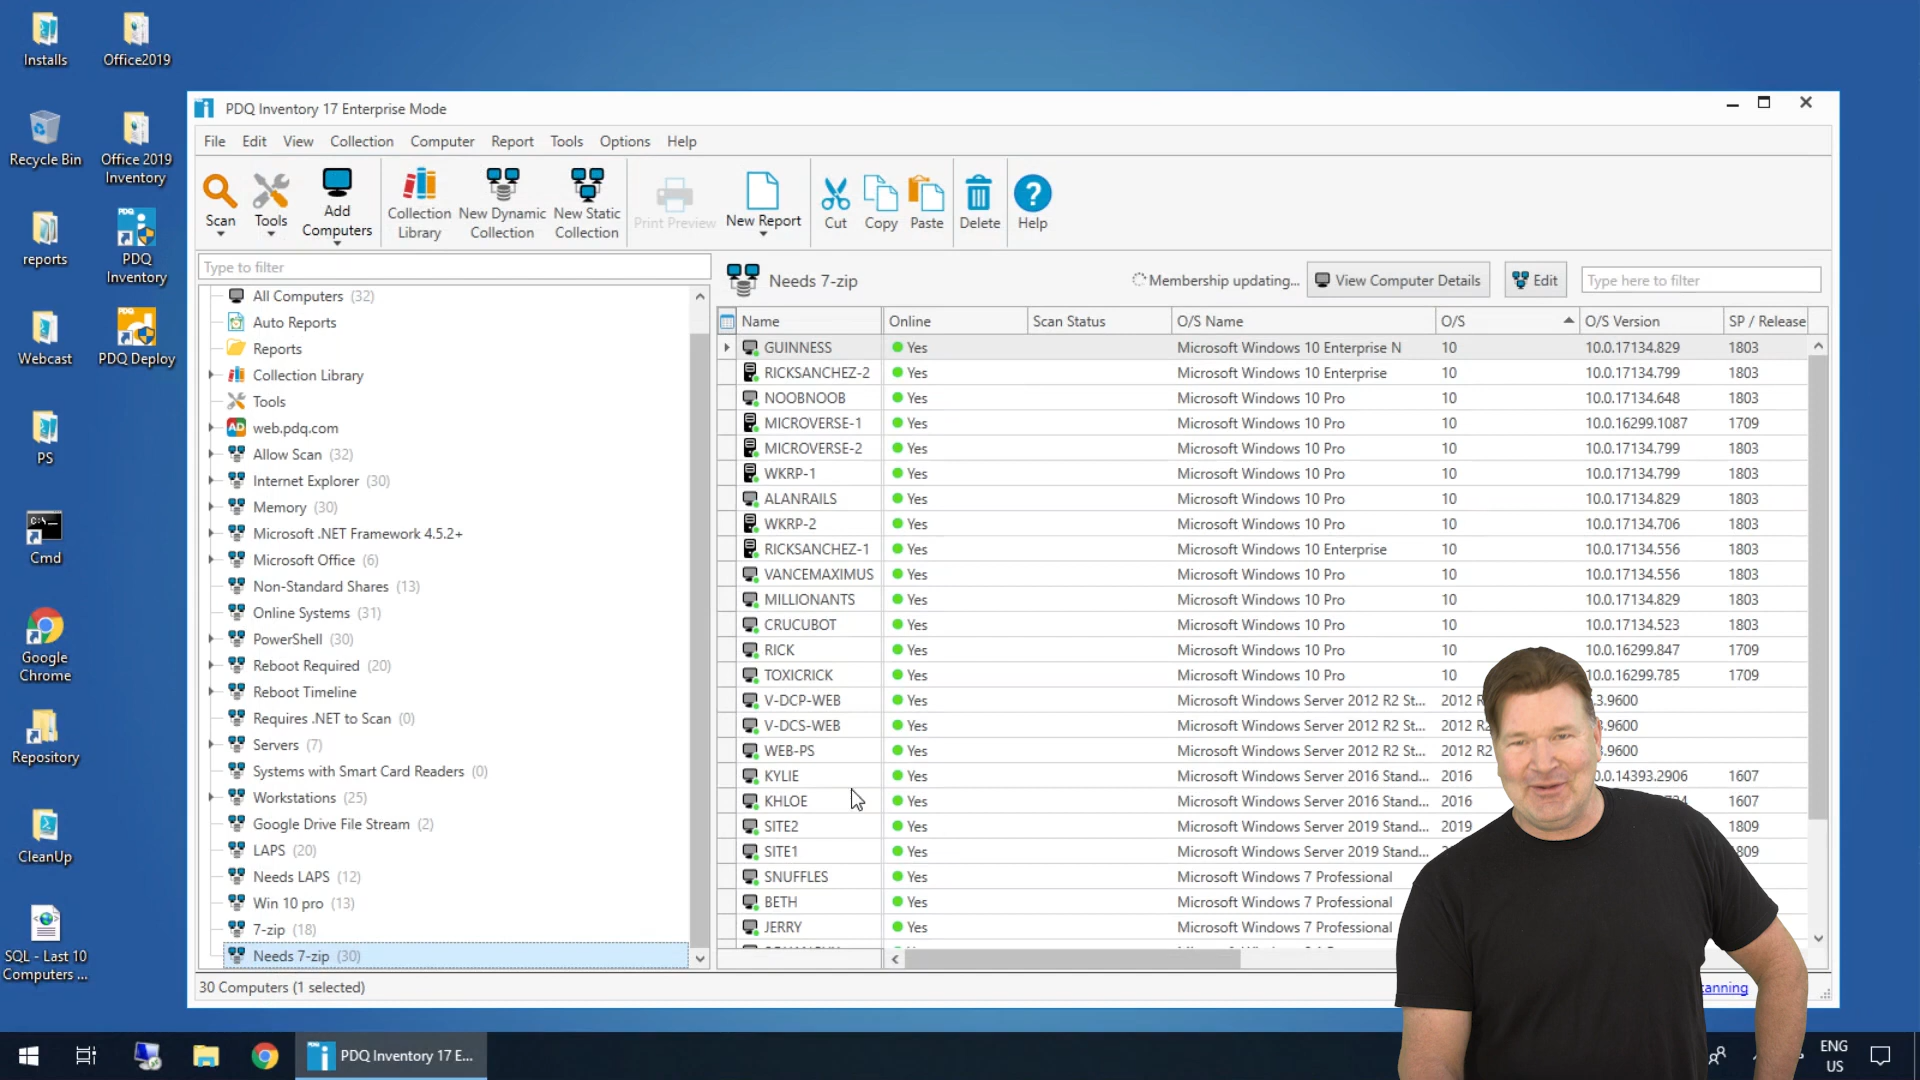 Installs
Office2019
Recycle Bin
Office 2019
Inventory
reports
PDQ
Inventory
Webcast
PDQ Deploy
PS
Cmd
Google
Chrome
Repository
CleanUp
SQL - Last 10
Computers ...
PDQ Inventory 17 Enterprise Mode
File Edit View Collection Computer Report Tools Options Help
Scan
Tools
Add
Computers
Collection
Library
New Dynamic
Collection
New Static
Collection
Print Preview
New Report
Cut
Copy
Paste
Delete
Help
Type to filter
All Computers (32)
Auto Reports
Reports
Collection Library
Tools
web.pdq.com
Allow Scan (32)
Internet Explorer (30)
Memory (30)
Microsoft .NET Framework 4.5.2+
Microsoft Office (6)
Non-Standard Shares (13)
Online Systems (31)
PowerShell (30)
Reboot Required (20)
Reboot Timeline
Requires .NET to Scan (0)
Servers (7)
Systems with Smart Card Readers (0)
Workstations (25)
Google Drive File Stream (2)
LAPS (20)
Needs LAPS (12)
Win 10 pro (13)
7-zip (18)
Needs 7-zip (30)
Needs 7-zip Membership updating... View Computer Details Edit Type here to filter
Name Online Scan Status O/S Name O/S O/S Version SP / Release
GUINNESS Yes Microsoft Windows 10 Enterprise N 10 10.0.17134.829 1803
RICKSANCHEZ-2 Yes Microsoft Windows 10 Enterprise 10 10.0.17134.799 1803
NOOBNOOB Yes Microsoft Windows 10 Pro 10 10.0.17134.648 1803
MICROVERSE-1 Yes Microsoft Windows 10 Pro 10 10.0.16299.1087 1709
MICROVERSE-2 Yes Microsoft Windows 10 Pro 10 10.0.17134.799 1803
WKRP-1 Yes Microsoft Windows 10 Pro 10 10.0.17134.799 1803
ALANRAILS Yes Microsoft Windows 10 Pro 10 10.0.17134.829 1803
WKRP-2 Yes Microsoft Windows 10 Pro 10 10.0.17134.706 1803
RICKSANCHEZ-1 Yes Microsoft Windows 10 Enterprise 10 10.0.17134.556 1803
VANCEMAXIMUS Yes Microsoft Windows 10 Pro 10 10.0.17134.556 1803
MILLIONANTS Yes Microsoft Windows 10 Pro 10 10.0.17134.829 1803
CRUCUBOT Yes Microsoft Windows 10 Pro 10 10.0.17134.523 1803
RICK Yes Microsoft Windows 10 Pro 10 10.0.16299.847 1709
TOXICRICK Yes Microsoft Windows 10 Pro 10 10.0.16299.785 1709
V-DCP-WEB Yes Microsoft Windows Server 2012 R2 St... 2012 R .3.9600
V-DCS-WEB Yes Microsoft Windows Server 2012 R2 St... 2012 R2 .9600
WEB-PS Yes Microsoft Windows Server 2012 R2 St... 2012 R2 .9600
KYLIE Yes Microsoft Windows Server 2016 Stand... 2016 0.0.14393.2906 1607
KHLOE Yes Microsoft Windows Server 2016 Stand... 2016 1607
SITE2 Yes Microsoft Windows Server 2019 Stand... 2019 1809
SITE1 Yes Microsoft Windows Server 2019 Stand... 809
SNUFFLES Yes Microsoft Windows 7 Professional
BETH Yes Microsoft Windows 7 Professional
JERRY Yes Microsoft Windows 7 Professional
30 Computers (1 selected) canning
PDQ Inventory 17 E...
ENG
US